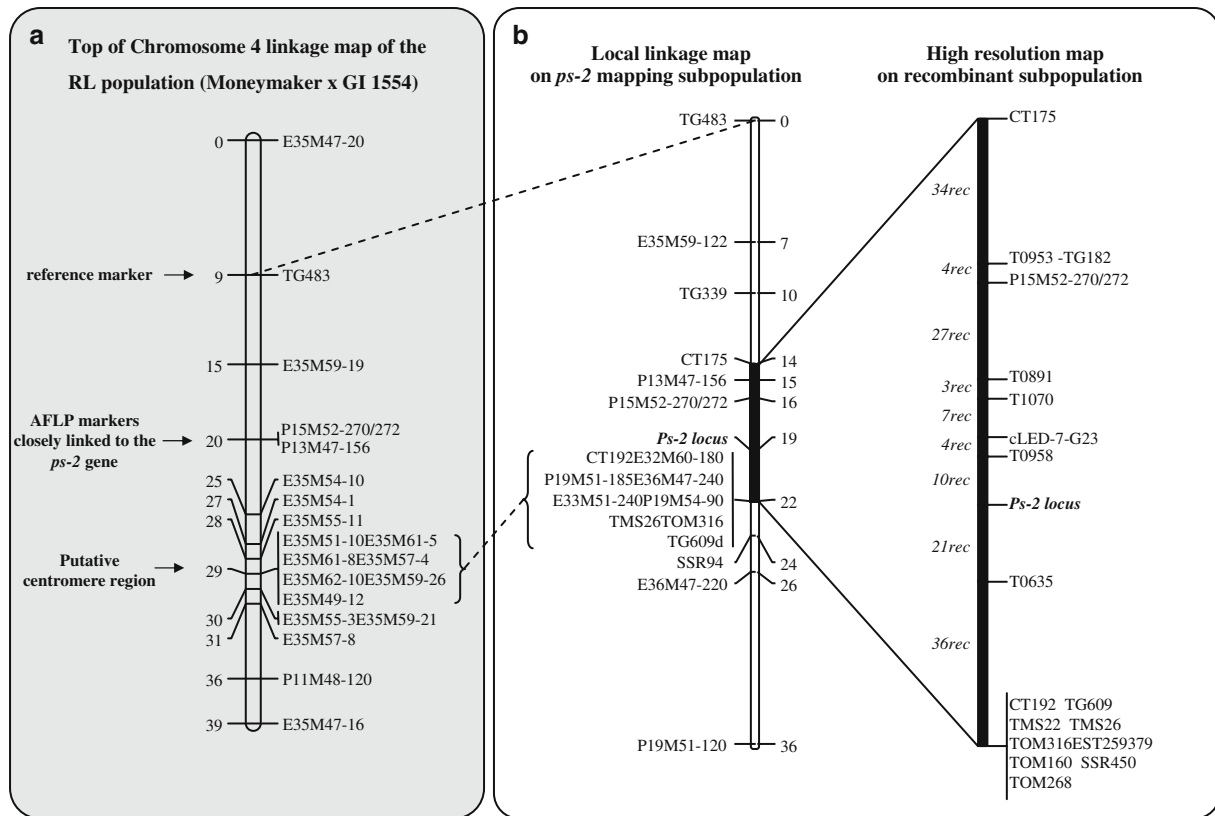 a
Top of Chromosome 4 linkage map of the
RL population (Moneymaker x GI 1554)
0 E35M47-20
reference marker 9 TG483
15 E35M59-19
AFLP markers
closely linked to the
ps-2 gene
20 P15M52-270/272
P13M47-156
25 E35M54-10
27 E35M54-1
28 E35M55-11
Putative
centromere region
29 E35M51-10E35M61-5
E35M61-8E35M57-4
E35M62-10E35M59-26
E35M49-12
30 E35M55-3E35M59-21
31 E35M57-8
36 P11M48-120
39 E35M47-16
b
Local linkage map
on ps-2 mapping subpopulation
TG483 0
E35M59-122 7
TG339 10
CT175 14
P13M47-156 15
P15M52-270/272 16
Ps-2 locus 19
CT192E32M60-180
P19M51-185E36M47-240
E33M51-240P19M54-90 22
TMS26TOM316
TG609d
SSR94 24
E36M47-220 26
P19M51-120 36
High resolution map
on recombinant subpopulation
CT175
34rec
T0953 -TG182
4rec
P15M52-270/272
27rec
T0891
3rec
T1070
7rec
cLED-7-G23
4rec
T0958
10rec
Ps-2 locus
21rec
T0635
36rec
CT192 TG609
TMS22 TMS26
TOM316EST259379
TOM160 SSR450
TOM268